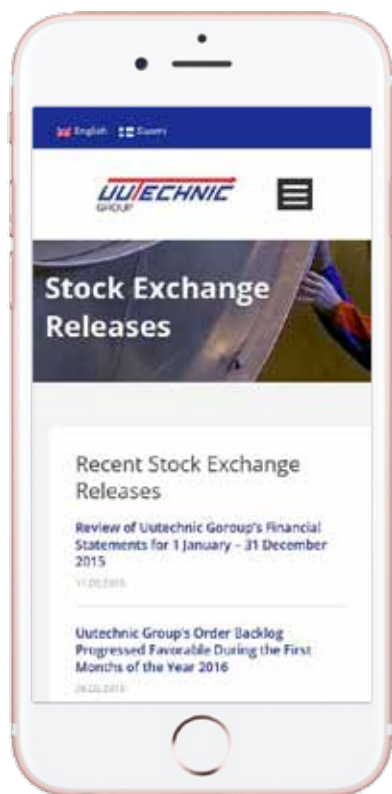 English Suomi
UUTECHNIC
GROUP
Stock Exchange
Releases
Recent Stock Exchange
Releases
Review of Uutechnic Goroup's Financial
Statements for 1 January – 31 December
2015
Uutechnic Group's Order Backlog
Progressed Favorable During the First
Months of the Year 2016